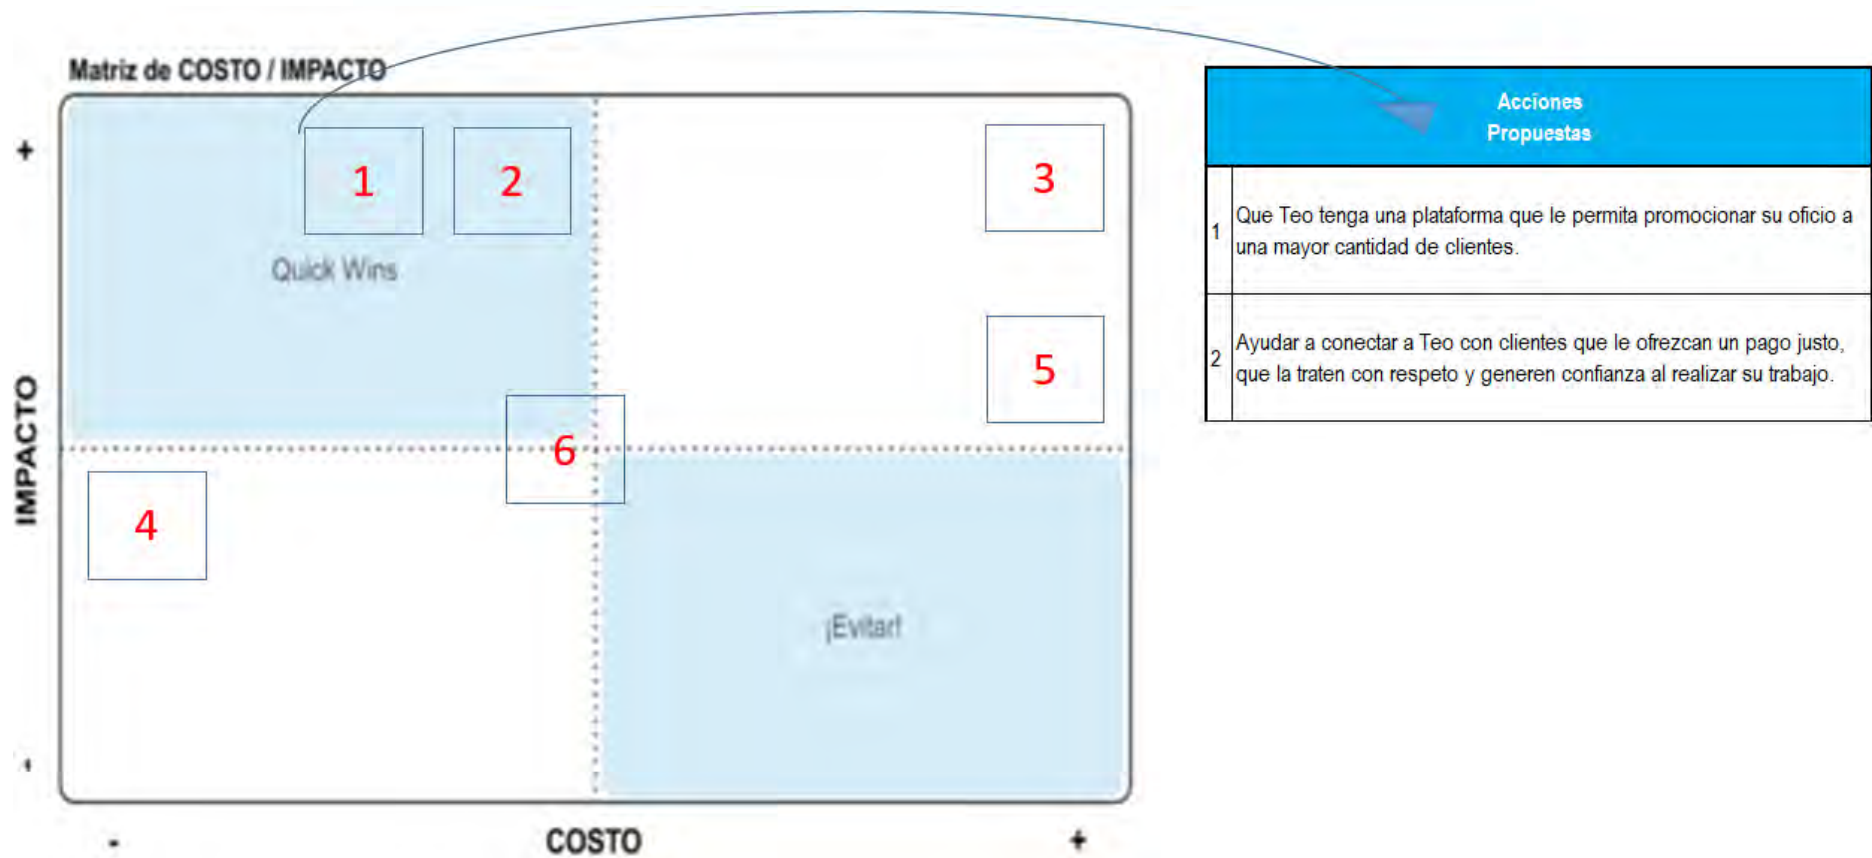 Matriz de COSTO / IMPACTO
+
IMPACTO
-
1
2
3
Quick Wins
5
6
4
¡Evitar!
-
COSTO
+
Acciones
Propuestas
1
Que Teo tenga una plataforma que le permita promocionar su oficio a
una mayor cantidad de clientes.
2
Ayudar a conectar a Teo con clientes que le ofrezcan un pago justo,
que la traten con respeto y generen confianza al realizar su trabajo.